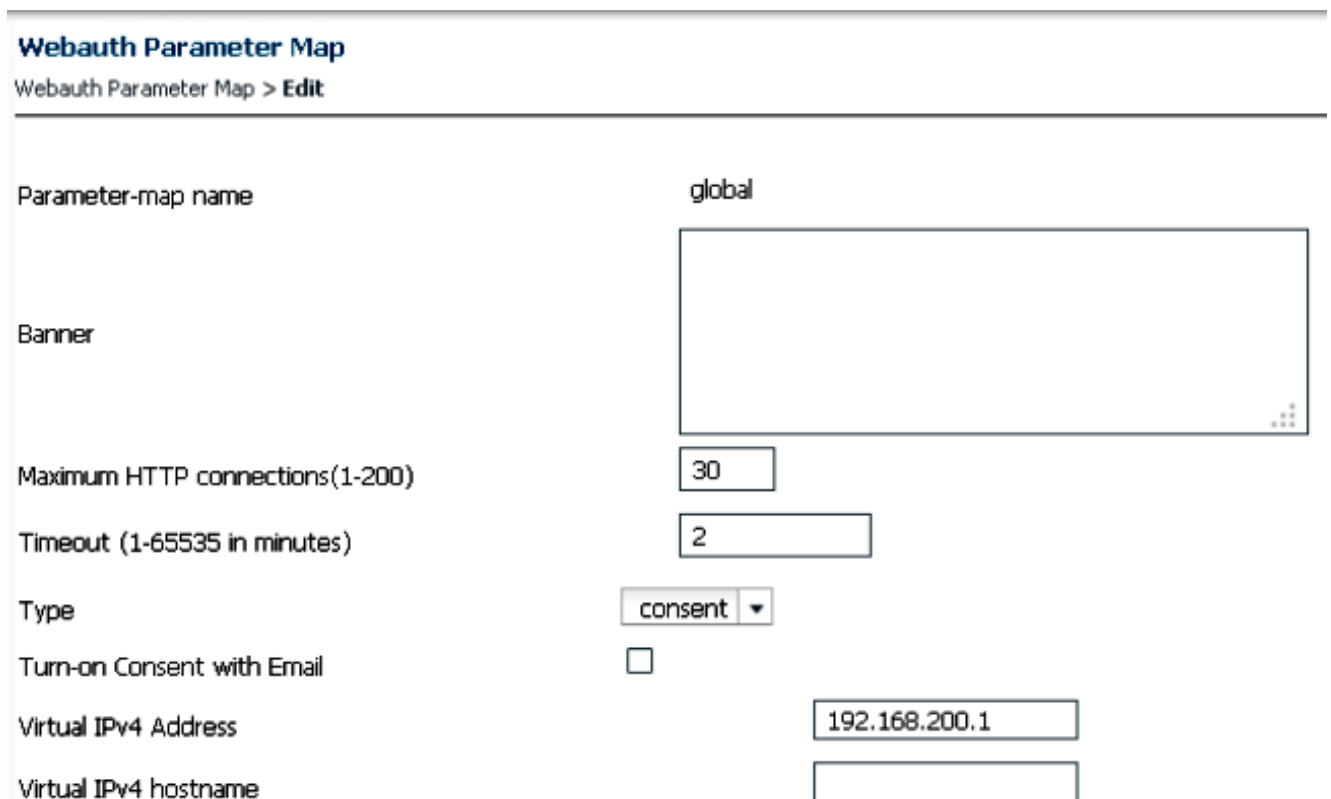 Webauth Parameter Map
Webauth Parameter Map > Edit
Parameter-map name global
Banner
Maximum HTTP connections(1-200) 30
Timeout (1-65535 in minutes) 2
Type consent
Turn-on Consent with Email
Virtual IPv4 Address 192.168.200.1
Virtual IPv4 hostname